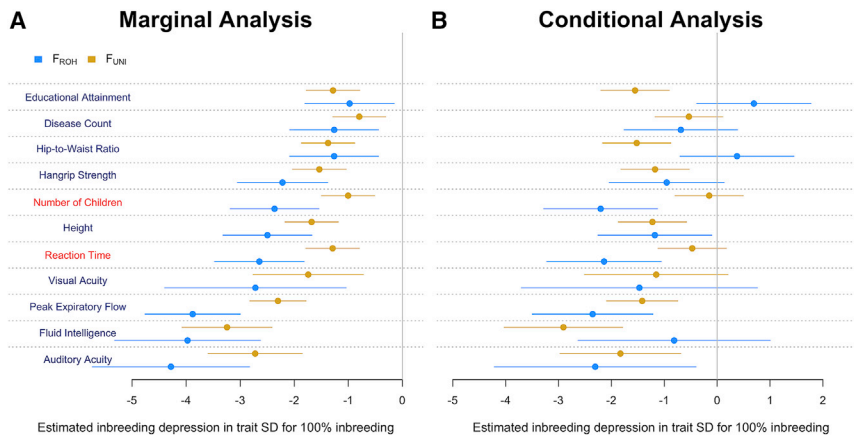 A Marginal Analysis B Conditional Analysis
F_ROH F_UNI
Educational Attainment
Disease Count
Hip-to-Waist Ratio
Hangrip Strength
Number of Children
Height
Reaction Time
Visual Acuity
Peak Expiratory Flow
Fluid Intelligence
Auditory Acuity
-5 -4 -3 -2 -1 0 -5 -4 -3 -2 -1 0 1 2
Estimated inbreeding depression in trait SD for 100% inbreeding Estimated inbreeding depression in trait SD for 100% inbreeding